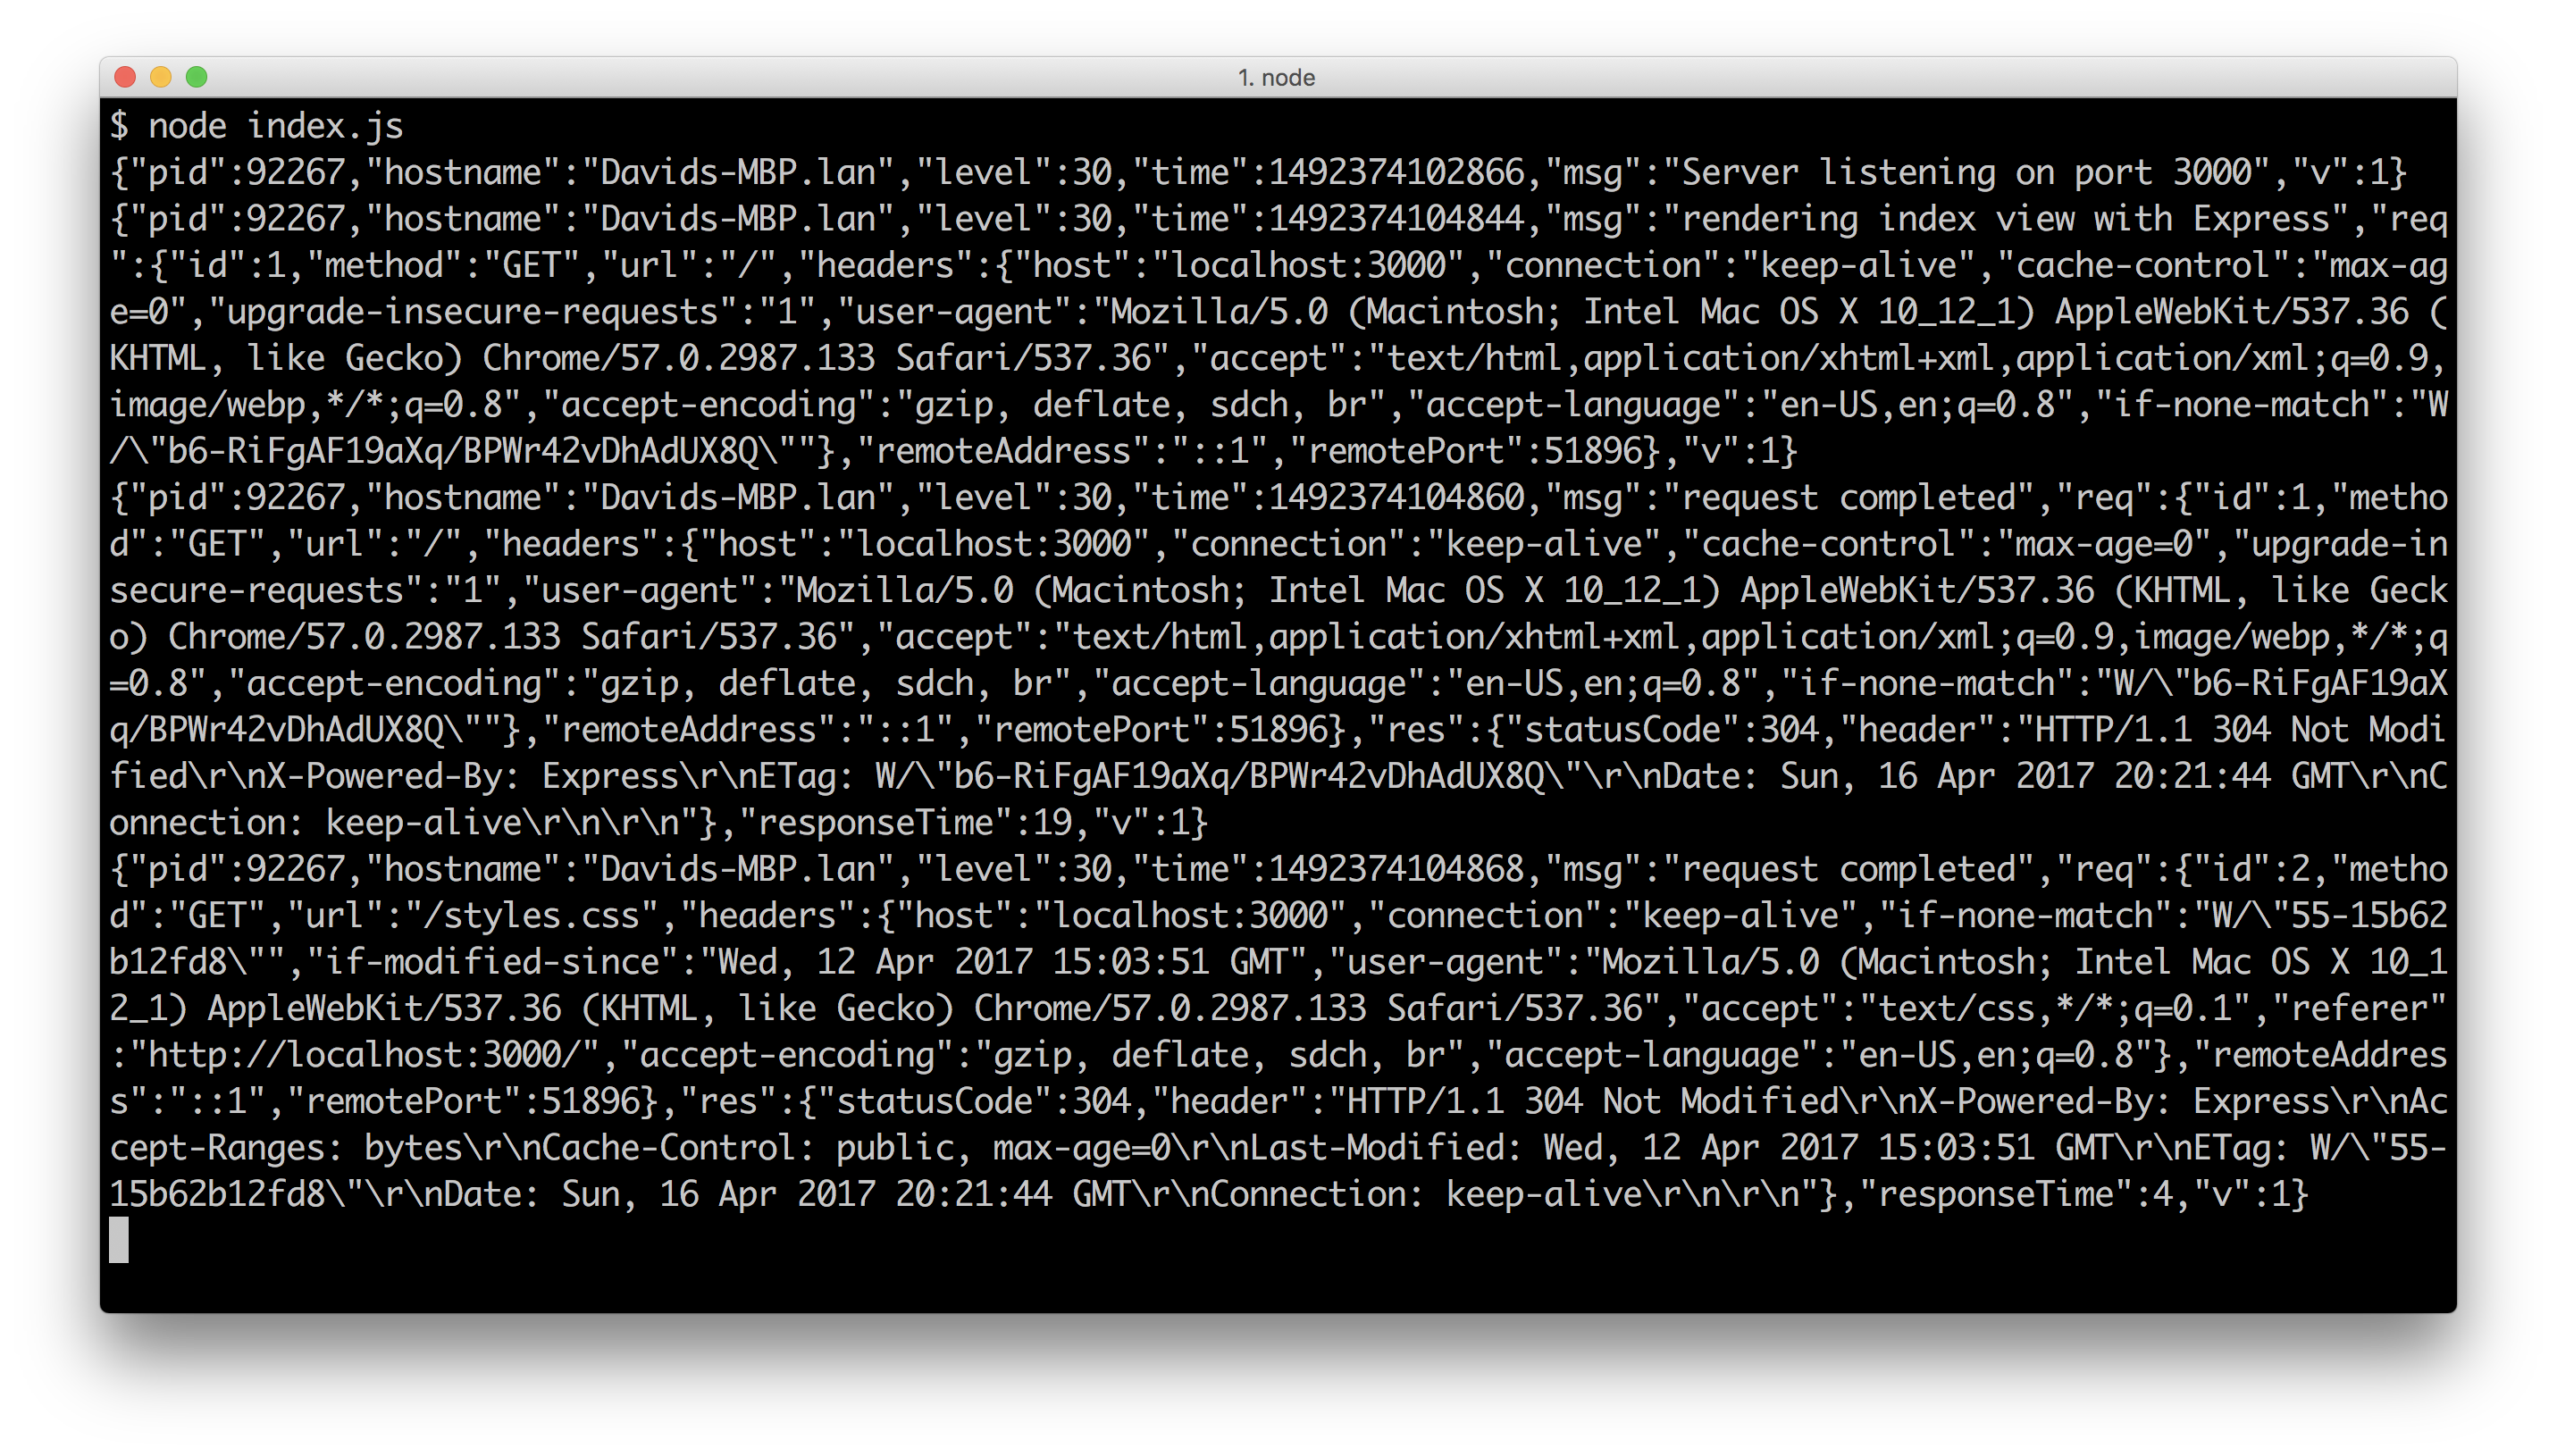 1. node
$ node index.js
{"pid":92267,"hostname":"Davids-MBP.lan","level":30,"time":1492374102866,"msg":"Server listening on port 3000","v":1}
{"pid":92267,"hostname":"Davids-MBP.lan","level":30,"time":1492374104844,"msg":"rendering index view with Express","req
":{"id":1,"method":"GET","url":"/","headers":{"host":"localhost:3000","connection":"keep-alive","cache-control":"max-ag
e=0","upgrade-insecure-requests":"1","user-agent":"Mozilla/5.0 (Macintosh; Intel Mac OS X 10_12_1) AppleWebKit/537.36 (
KHTML, like Gecko) Chrome/57.0.2987.133 Safari/537.36","accept":"text/html,application/xhtml+xml,application/xml;q=0.9,
image/webp,*/*;q=0.8","accept-encoding":"gzip, deflate, sdch, br","accept-language":"en-US,en;q=0.8","if-none-match":"W
/\"b6-RiFgAF19aXq/BPWr42vDhAdUX8Q\""},"remoteAddress":"::1","remotePort":51896},"v":1}
{"pid":92267,"hostname":"Davids-MBP.lan","level":30,"time":1492374104860,"msg":"request completed","req":{"id":1,"metho
d":"GET","url":"/","headers":{"host":"localhost:3000","connection":"keep-alive","cache-control":"max-age=0","upgrade-in
secure-requests":"1","user-agent":"Mozilla/5.0 (Macintosh; Intel Mac OS X 10_12_1) AppleWebKit/537.36 (KHTML, like Geck
o) Chrome/57.0.2987.133 Safari/537.36","accept":"text/html,application/xhtml+xml,application/xml;q=0.9,image/webp,*/*;q
=0.8","accept-encoding":"gzip, deflate, sdch, br","accept-language":"en-US,en;q=0.8","if-none-match":"W/\"b6-RiFgAF19aX
q/BPWr42vDhAdUX8Q\""},"remoteAddress":"::1","remotePort":51896},"res":{"statusCode":304,"header":"HTTP/1.1 304 Not Modi
fied\r\nX-Powered-By: Express\r\nETag: W/\"b6-RiFgAF19aXq/BPWr42vDhAdUX8Q\"\r\nDate: Sun, 16 Apr 2017 20:21:44 GMT\r\nC
onnection: keep-alive\r\n\r\n"},"responseTime":19,"v":1}
{"pid":92267,"hostname":"Davids-MBP.lan","level":30,"time":1492374104868,"msg":"request completed","req":{"id":2,"metho
d":"GET","url":"/styles.css","headers":{"host":"localhost:3000","connection":"keep-alive","if-none-match":"W/\"55-15b62
b12fd8\"","if-modified-since":"Wed, 12 Apr 2017 15:03:51 GMT","user-agent":"Mozilla/5.0 (Macintosh; Intel Mac OS X 10_1
2_1) AppleWebKit/537.36 (KHTML, like Gecko) Chrome/57.0.2987.133 Safari/537.36","accept":"text/css,*/*;q=0.1","referer"
:"http://localhost:3000/","accept-encoding":"gzip, deflate, sdch, br","accept-language":"en-US,en;q=0.8"},"remoteAddres
s":"::1","remotePort":51896},"res":{"statusCode":304,"header":"HTTP/1.1 304 Not Modified\r\nX-Powered-By: Express\r\nAc
cept-Ranges: bytes\r\nCache-Control: public, max-age=0\r\nLast-Modified: Wed, 12 Apr 2017 15:03:51 GMT\r\nETag: W/\"55-
15b62b12fd8\"\r\nDate: Sun, 16 Apr 2017 20:21:44 GMT\r\nConnection: keep-alive\r\n\r\n"},"responseTime":4,"v":1}